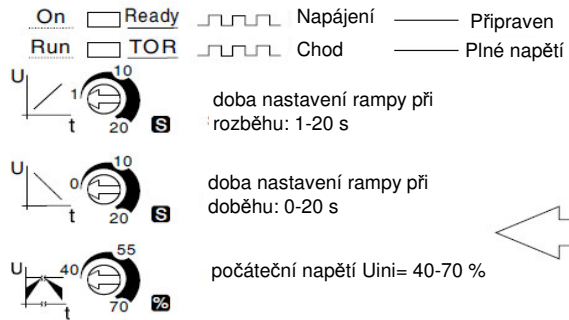 On Ready Napájení Připraven
Run TOR Chod Plné napětí
U 10
1
t 20 S
doba nastavení rampy při
rozběhu: 1-20 s
U 10
0
t 20 S
doba nastavení rampy při
doběhu: 0-20 s
U 55
40
t 70 %
počáteční napětí Uini= 40-70 %